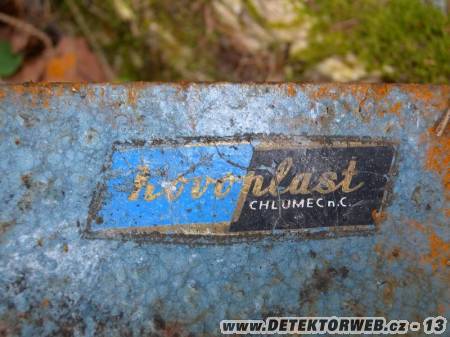 kovoplast
CHLUMEC n.C.
www.DETEKTORWEB.cz - 13